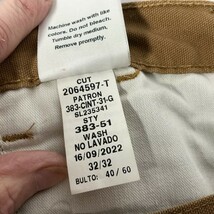 Machine wash with like
colors. Do not bleach.
Tumble dry medium.
Remove promptly.
CUT
2064597-T
PATRON
383-CINT-31-G
SL235341
STY
383-51
WASH
NO LAVADO
16/09/2022
32/32
BULTO: 40/60